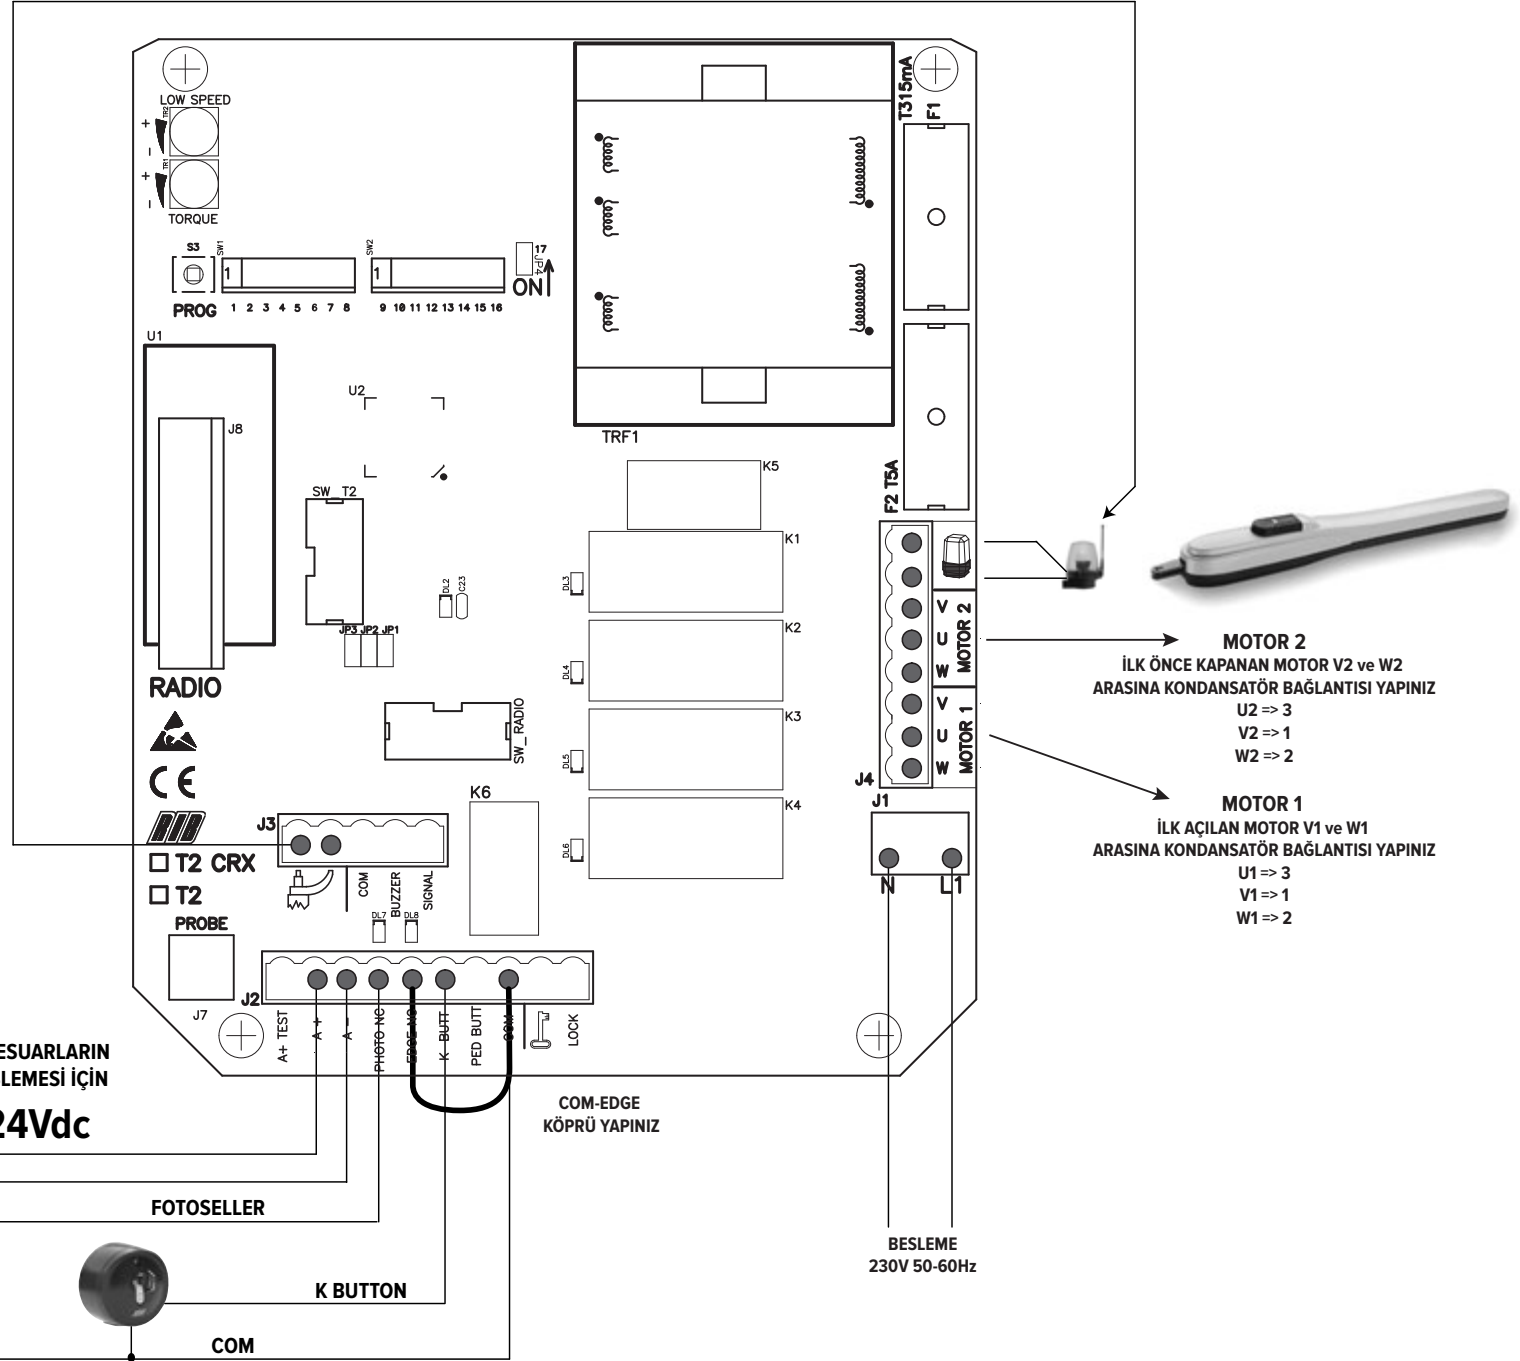 T315mA
F1
LOW SPEED
TR2
+
-
TR1
+
-
TORQUE
S3
SW1
SW2
17
JP4
1
1
ON
PROG
1 2 3 4 5 6 7 8
9 10 11 12 13 14 15 16
U1
U2
J8
TRF1
K5
SW_T2
F2 T5A
K1
DL3
DL2
C23
V
U
W
MOTOR 2
K2
JP3 JP2 JP1
DL4
MOTOR 2
İLK ÖNCE KAPANAN MOTOR V2 ve W2
ARASINA KONDANSATÖR BAĞLANTISI YAPINIZ
U2 => 3
V2 => 1
W2 => 2
RADIO
V
U
W
MOTOR 1
K3
SW_RADIO
DL5
J4
K6
K4
J1
MOTOR 1
İLK AÇILAN MOTOR V1 ve W1
ARASINA KONDANSATÖR BAĞLANTISI YAPINIZ
U1 => 3
V1 => 1
W1 => 2
CE
BIB
J3
DL6
T2 CRX
T2
COM
BUZZER
SIGNAL
N
L1
PROBE
DL7
DL8
J2
J7
A+ TEST
A +
A -
PHOTO NC
EDGE NC
K BUTT
PED BUTT
COM
LOCK
ESUARLARIN
LEMESİ İÇİN
24Vdc
COM-EDGE
KÖPRÜ YAPINIZ
FOTOSELLER
BESLEME
230V 50-60Hz
K BUTTON
COM